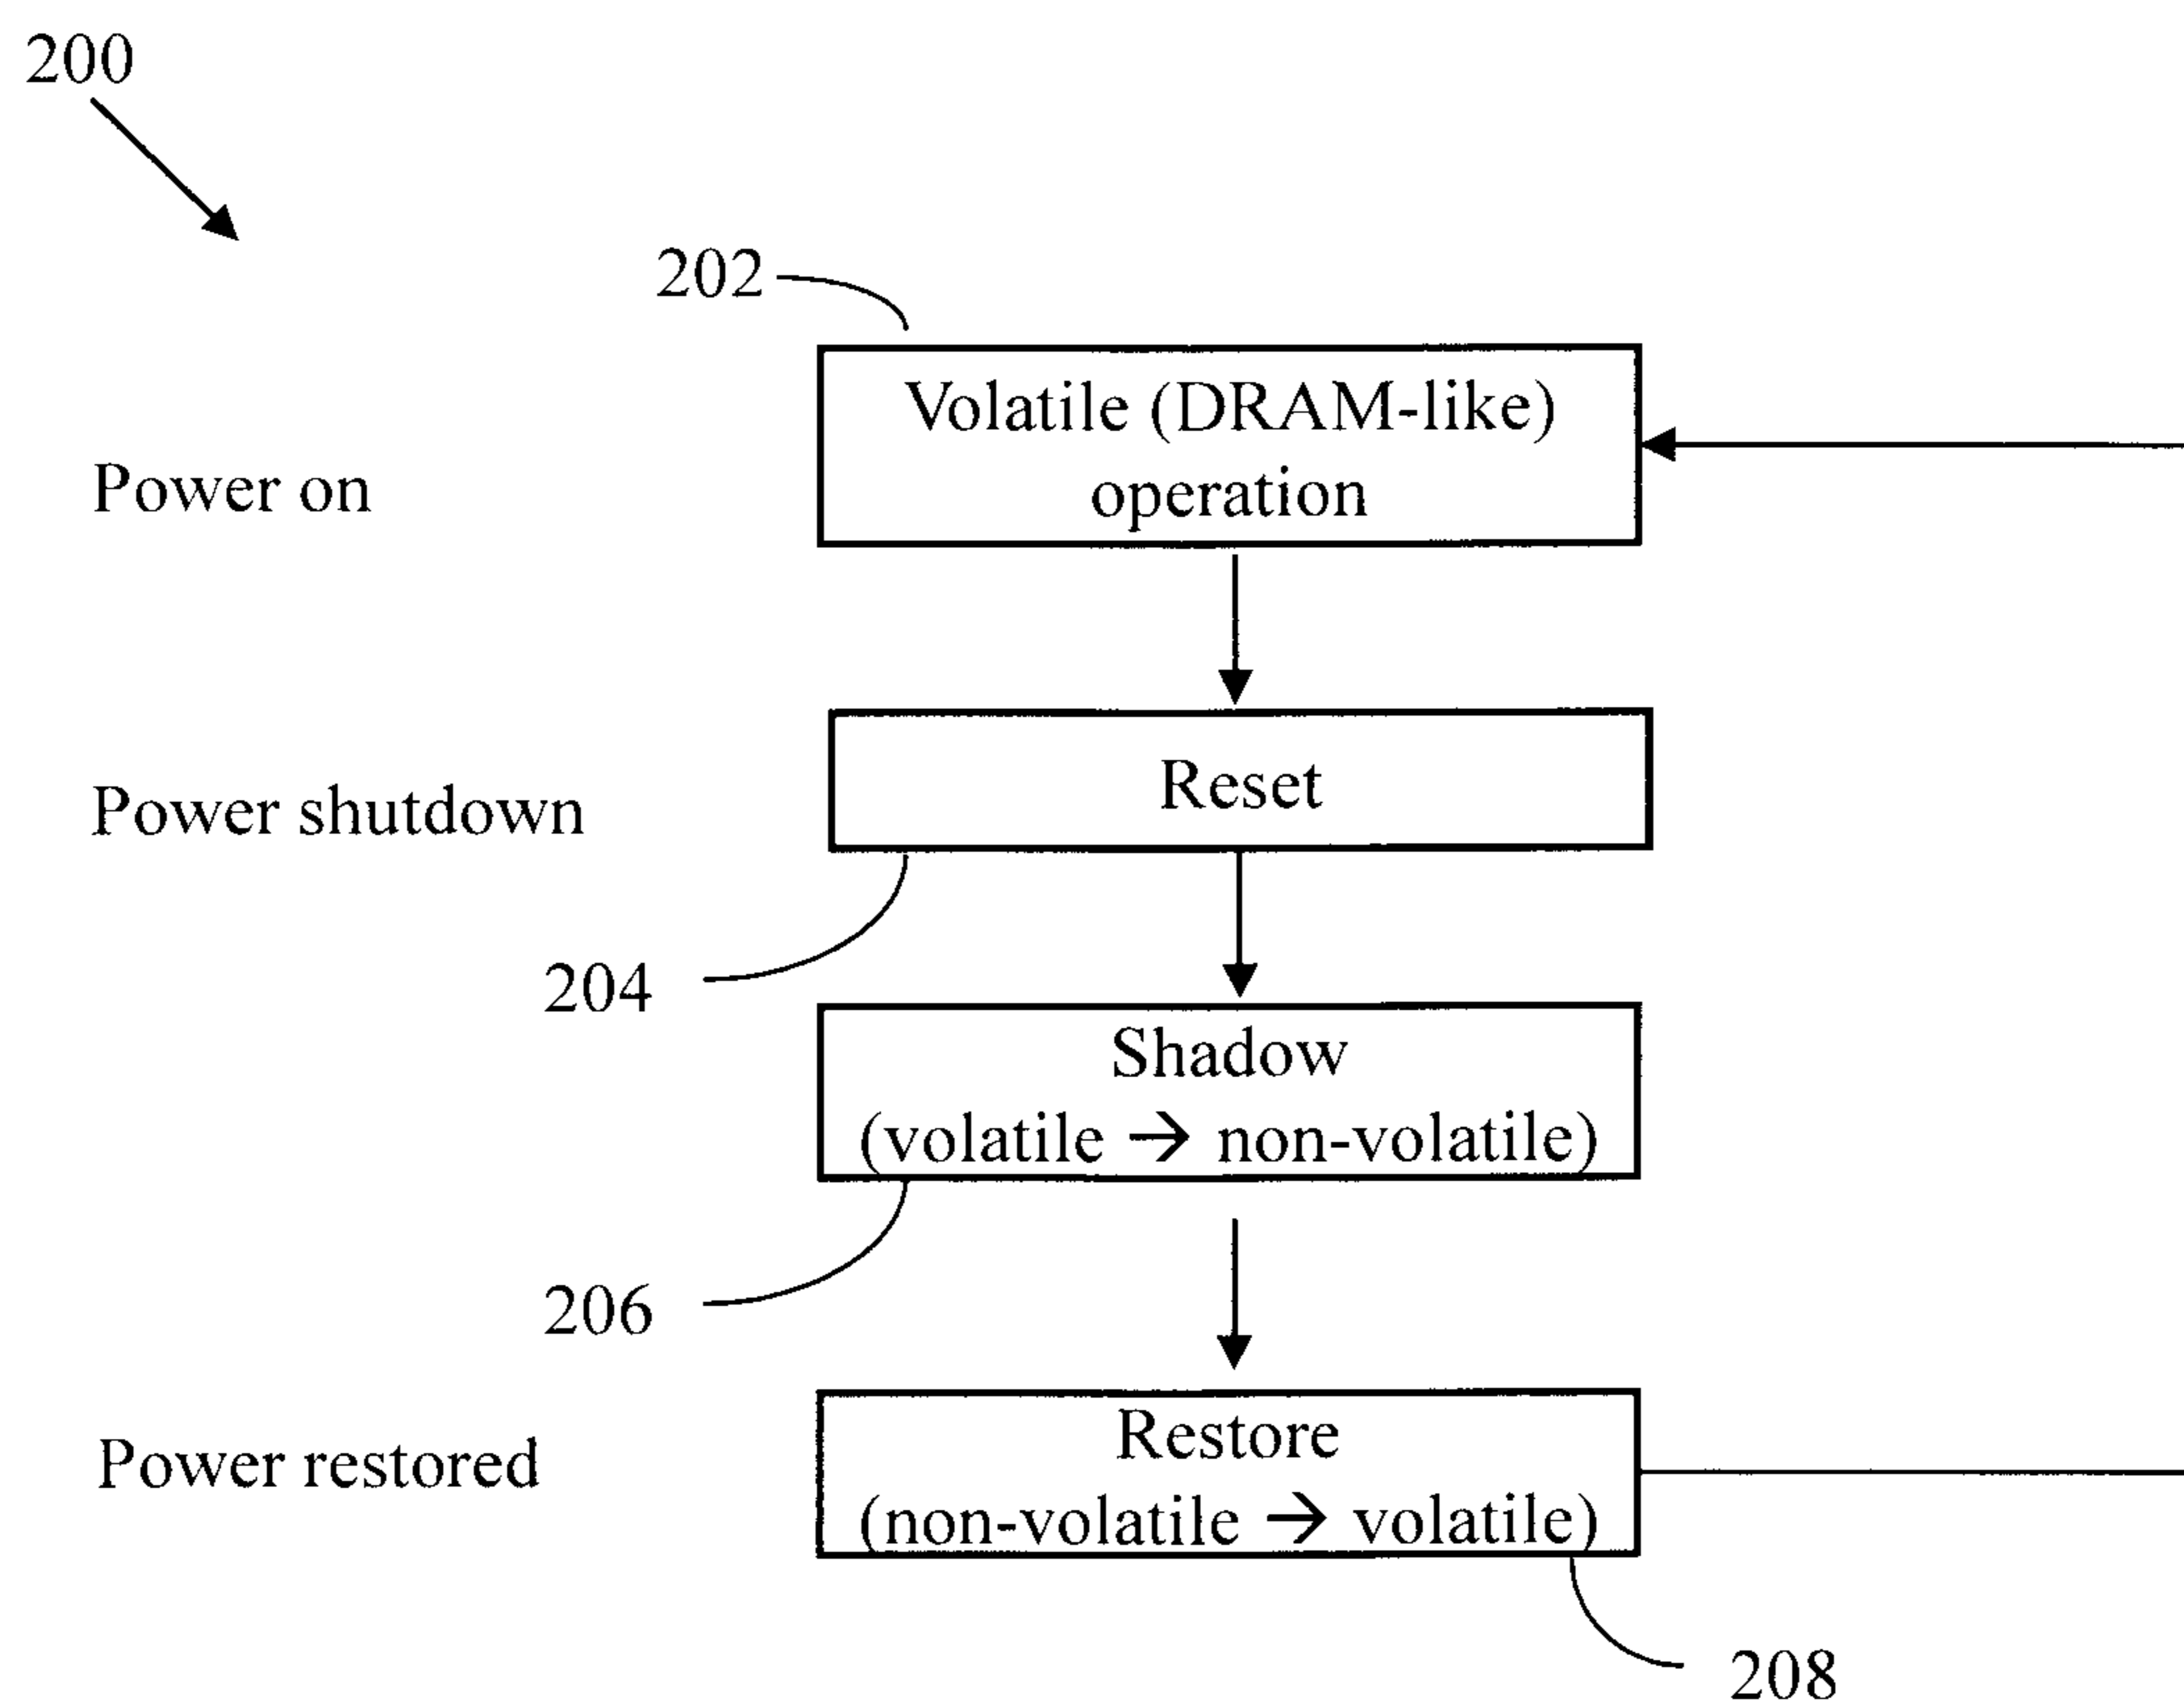 200
202
Volatile (DRAM-like)
operation
Power on
Reset
Power shutdown
204
Shadow
(volatile → non-volatile)
206
Restore
Power restored
(non-volatile → volatile)
208